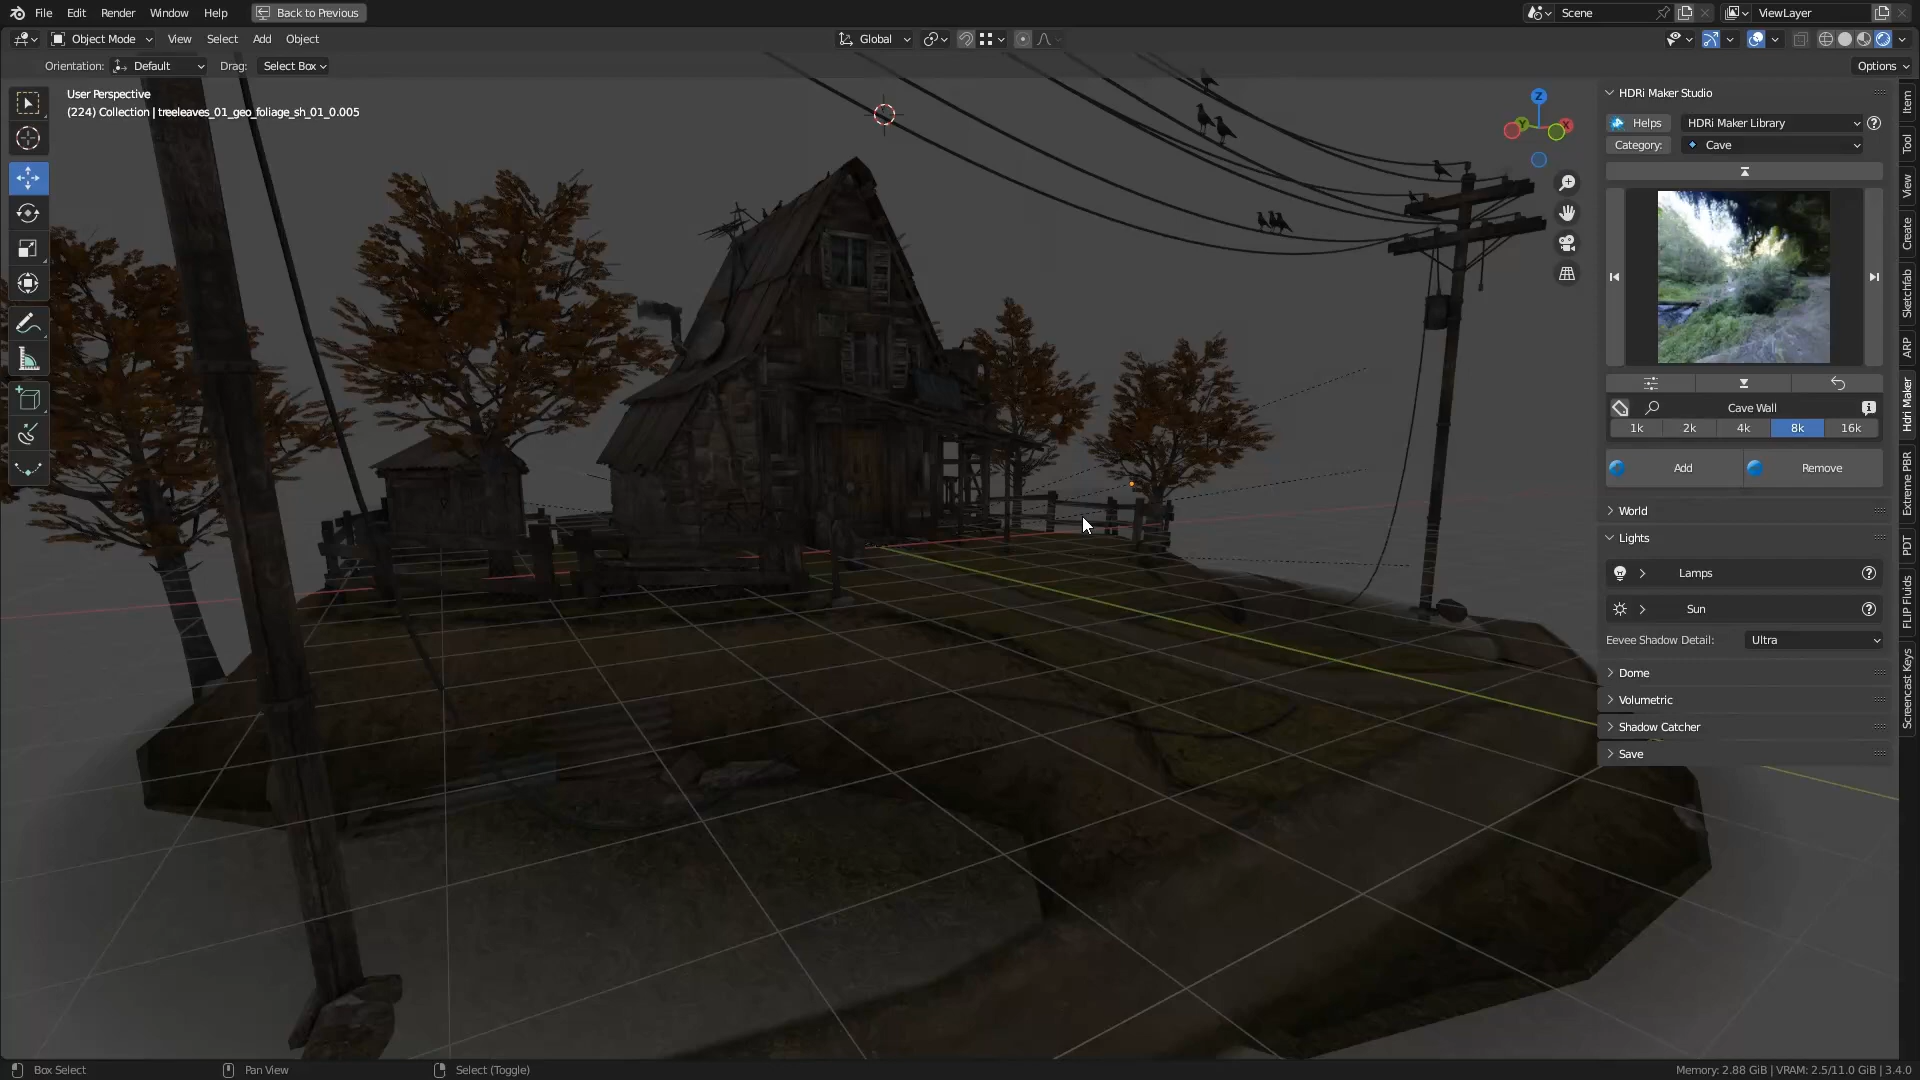 File Edit Render Window Help Back to Previous Scene ViewLayer
Object Mode View Select Add Object Global
Orientation: Default Drag: Select Box Options
User Perspective
(224) Collection | treeleaves_01_geo_foliage_sh_01_0.005
Z
Y
X
HDRi Maker Studio
Helps HDRi Maker Library
Category: Cave
Cave Wall
1k 2k 4k 8k 16k
Add Remove
World
Lights
Lamps
Sun
Eevee Shadow Detail: Ultra
Dome
Volumetric
Shadow Catcher
Save
Item
Tool
View
Create
Sketchfab
ARP
Hdri Maker
Extreme PBR
PDT
FLIP Fluids
Screencast Keys
Box Select Pan View Select (Toggle) Memory: 2.88 GiB | VRAM: 2.5/11.0 GiB | 3.4.0